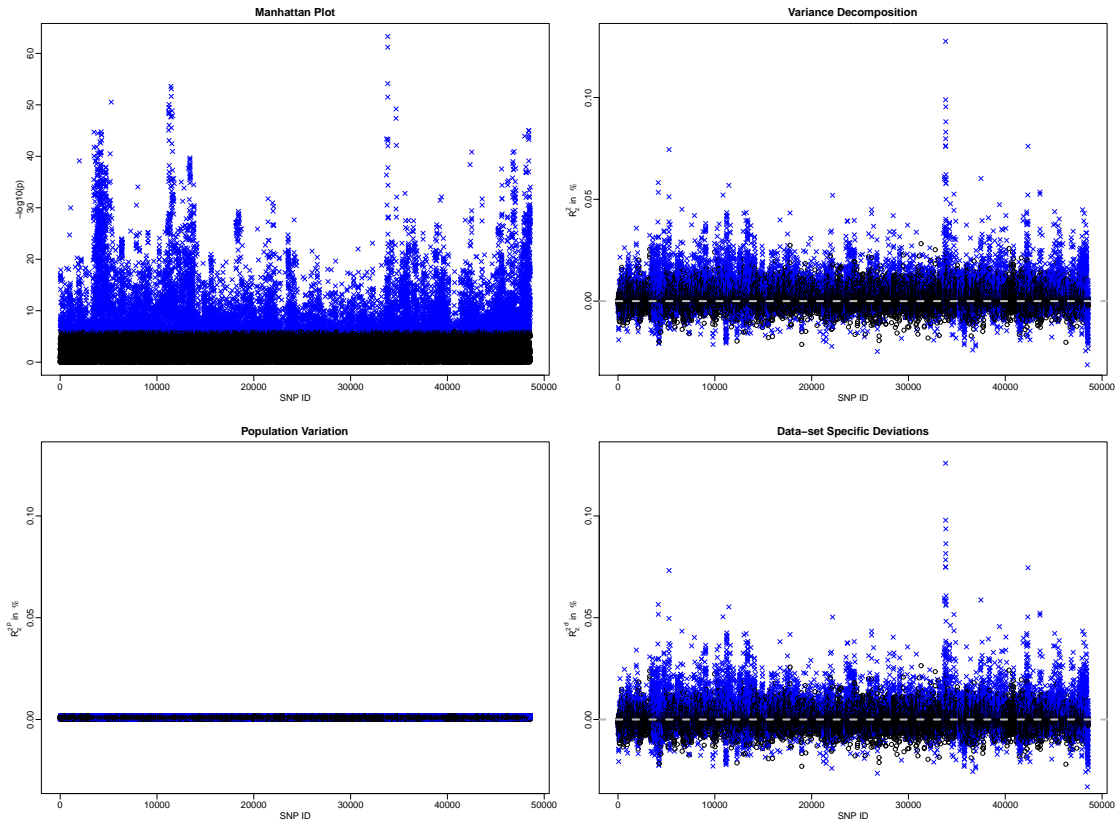 Manhattan Plot
−log10(p)
60
50
40
30
20
10
0
0 10000 20000 30000 40000 50000
SNP ID
Variance Decomposition
R²z in %
0.10
0.05
0.00
0 10000 20000 30000 40000 50000
SNP ID
Population Variation
R²ᵖz in %
0.10
0.05
0.00
0 10000 20000 30000 40000 50000
SNP ID
Data−set Specific Deviations
R²ᵈz in %
0.10
0.05
0.00
0 10000 20000 30000 40000 50000
SNP ID